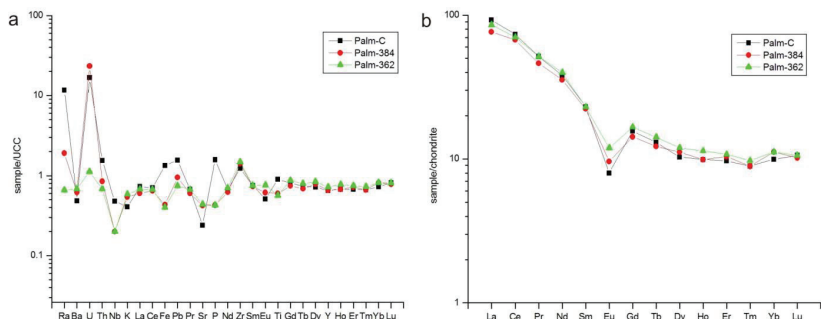 a
100
10
1
0.1
sample/UCC
Palm-C
Palm-384
Palm-362
Ra Ba U Th Nb K La Ce Fe Pb Pr Sr P Nd Zr Sm Eu Ti Gd Tb Dy Y Ho Er Tm Yb Lu
b
100
10
1
sample/chondrite
Palm-C
Palm-384
Palm-362
La Ce Pr Nd Sm Eu Gd Tb Dy Ho Er Tm Yb Lu